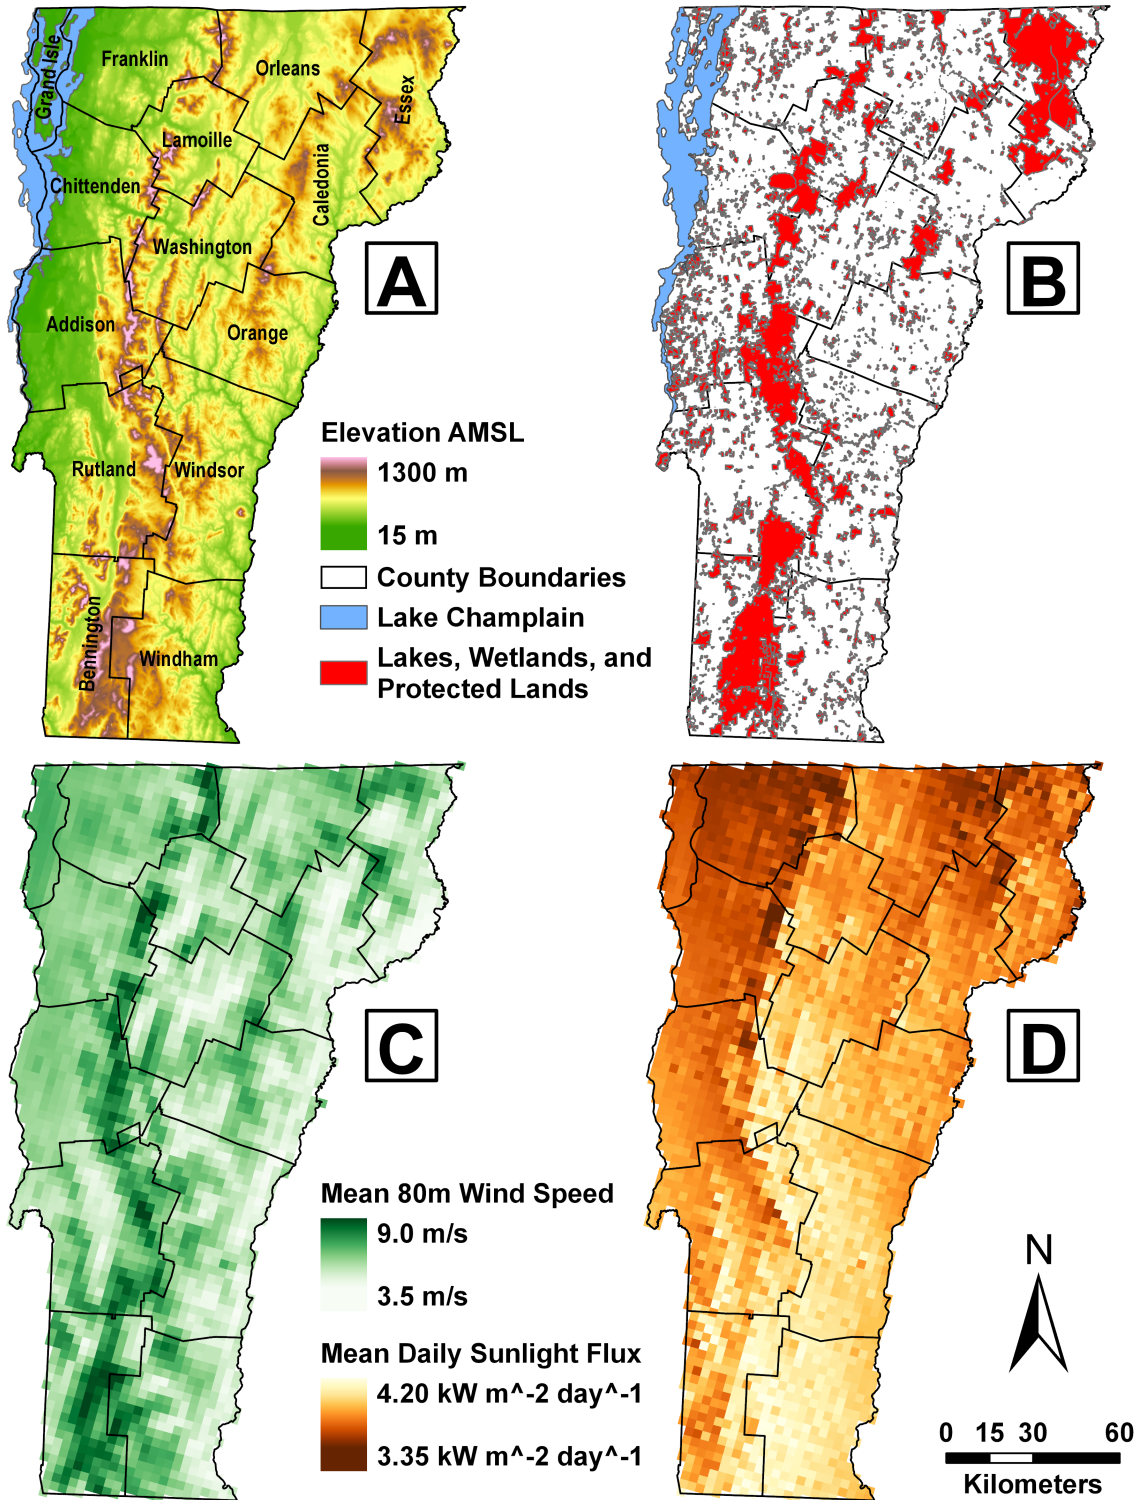 Grand Isle
Franklin
Orleans
Essex
Lamoille
Caledonia
Chittenden
Washington
A
B
Addison
Orange
Rutland
Windsor
Bennington
Windham
Elevation AMSL
1300 m
15 m
County Boundaries
Lake Champlain
Lakes, Wetlands, and
Protected Lands
C
D
Mean 80m Wind Speed
9.0 m/s
3.5 m/s
Mean Daily Sunlight Flux
4.20 kW m^-2 day^-1
3.35 kW m^-2 day^-1
N
0 15 30 60
Kilometers